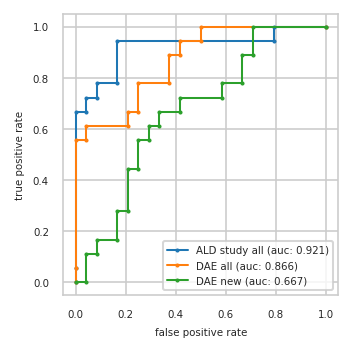 1.0
0.8
0.6
0.4
0.2
0.0
true positive rate
ALD study all (auc: 0.921)
DAE all (auc: 0.866)
DAE new (auc: 0.667)
0.0 0.2 0.4 0.6 0.8 1.0
false positive rate